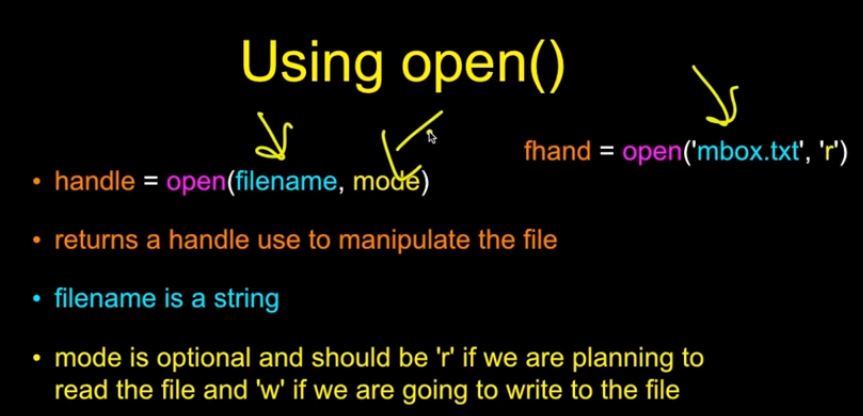 Using open()
fhand = open('mbox.txt', 'r')
• handle = open(filename, mode)
• returns a handle use to manipulate the file
• filename is a string
• mode is optional and should be 'r' if we are planning to
read the file and 'w' if we are going to write to the file